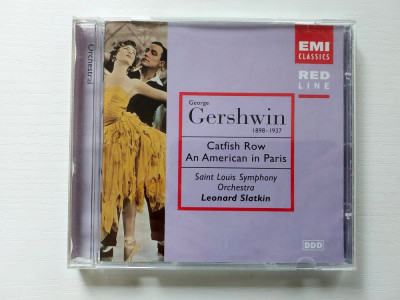 Orchestral
EMI
CLASSICS
RED
LINE
George
Gershwin
1898-1937
Catfish Row
An American in Paris
Saint Louis Symphony
Orchestra
Leonard Slatkin
DDD